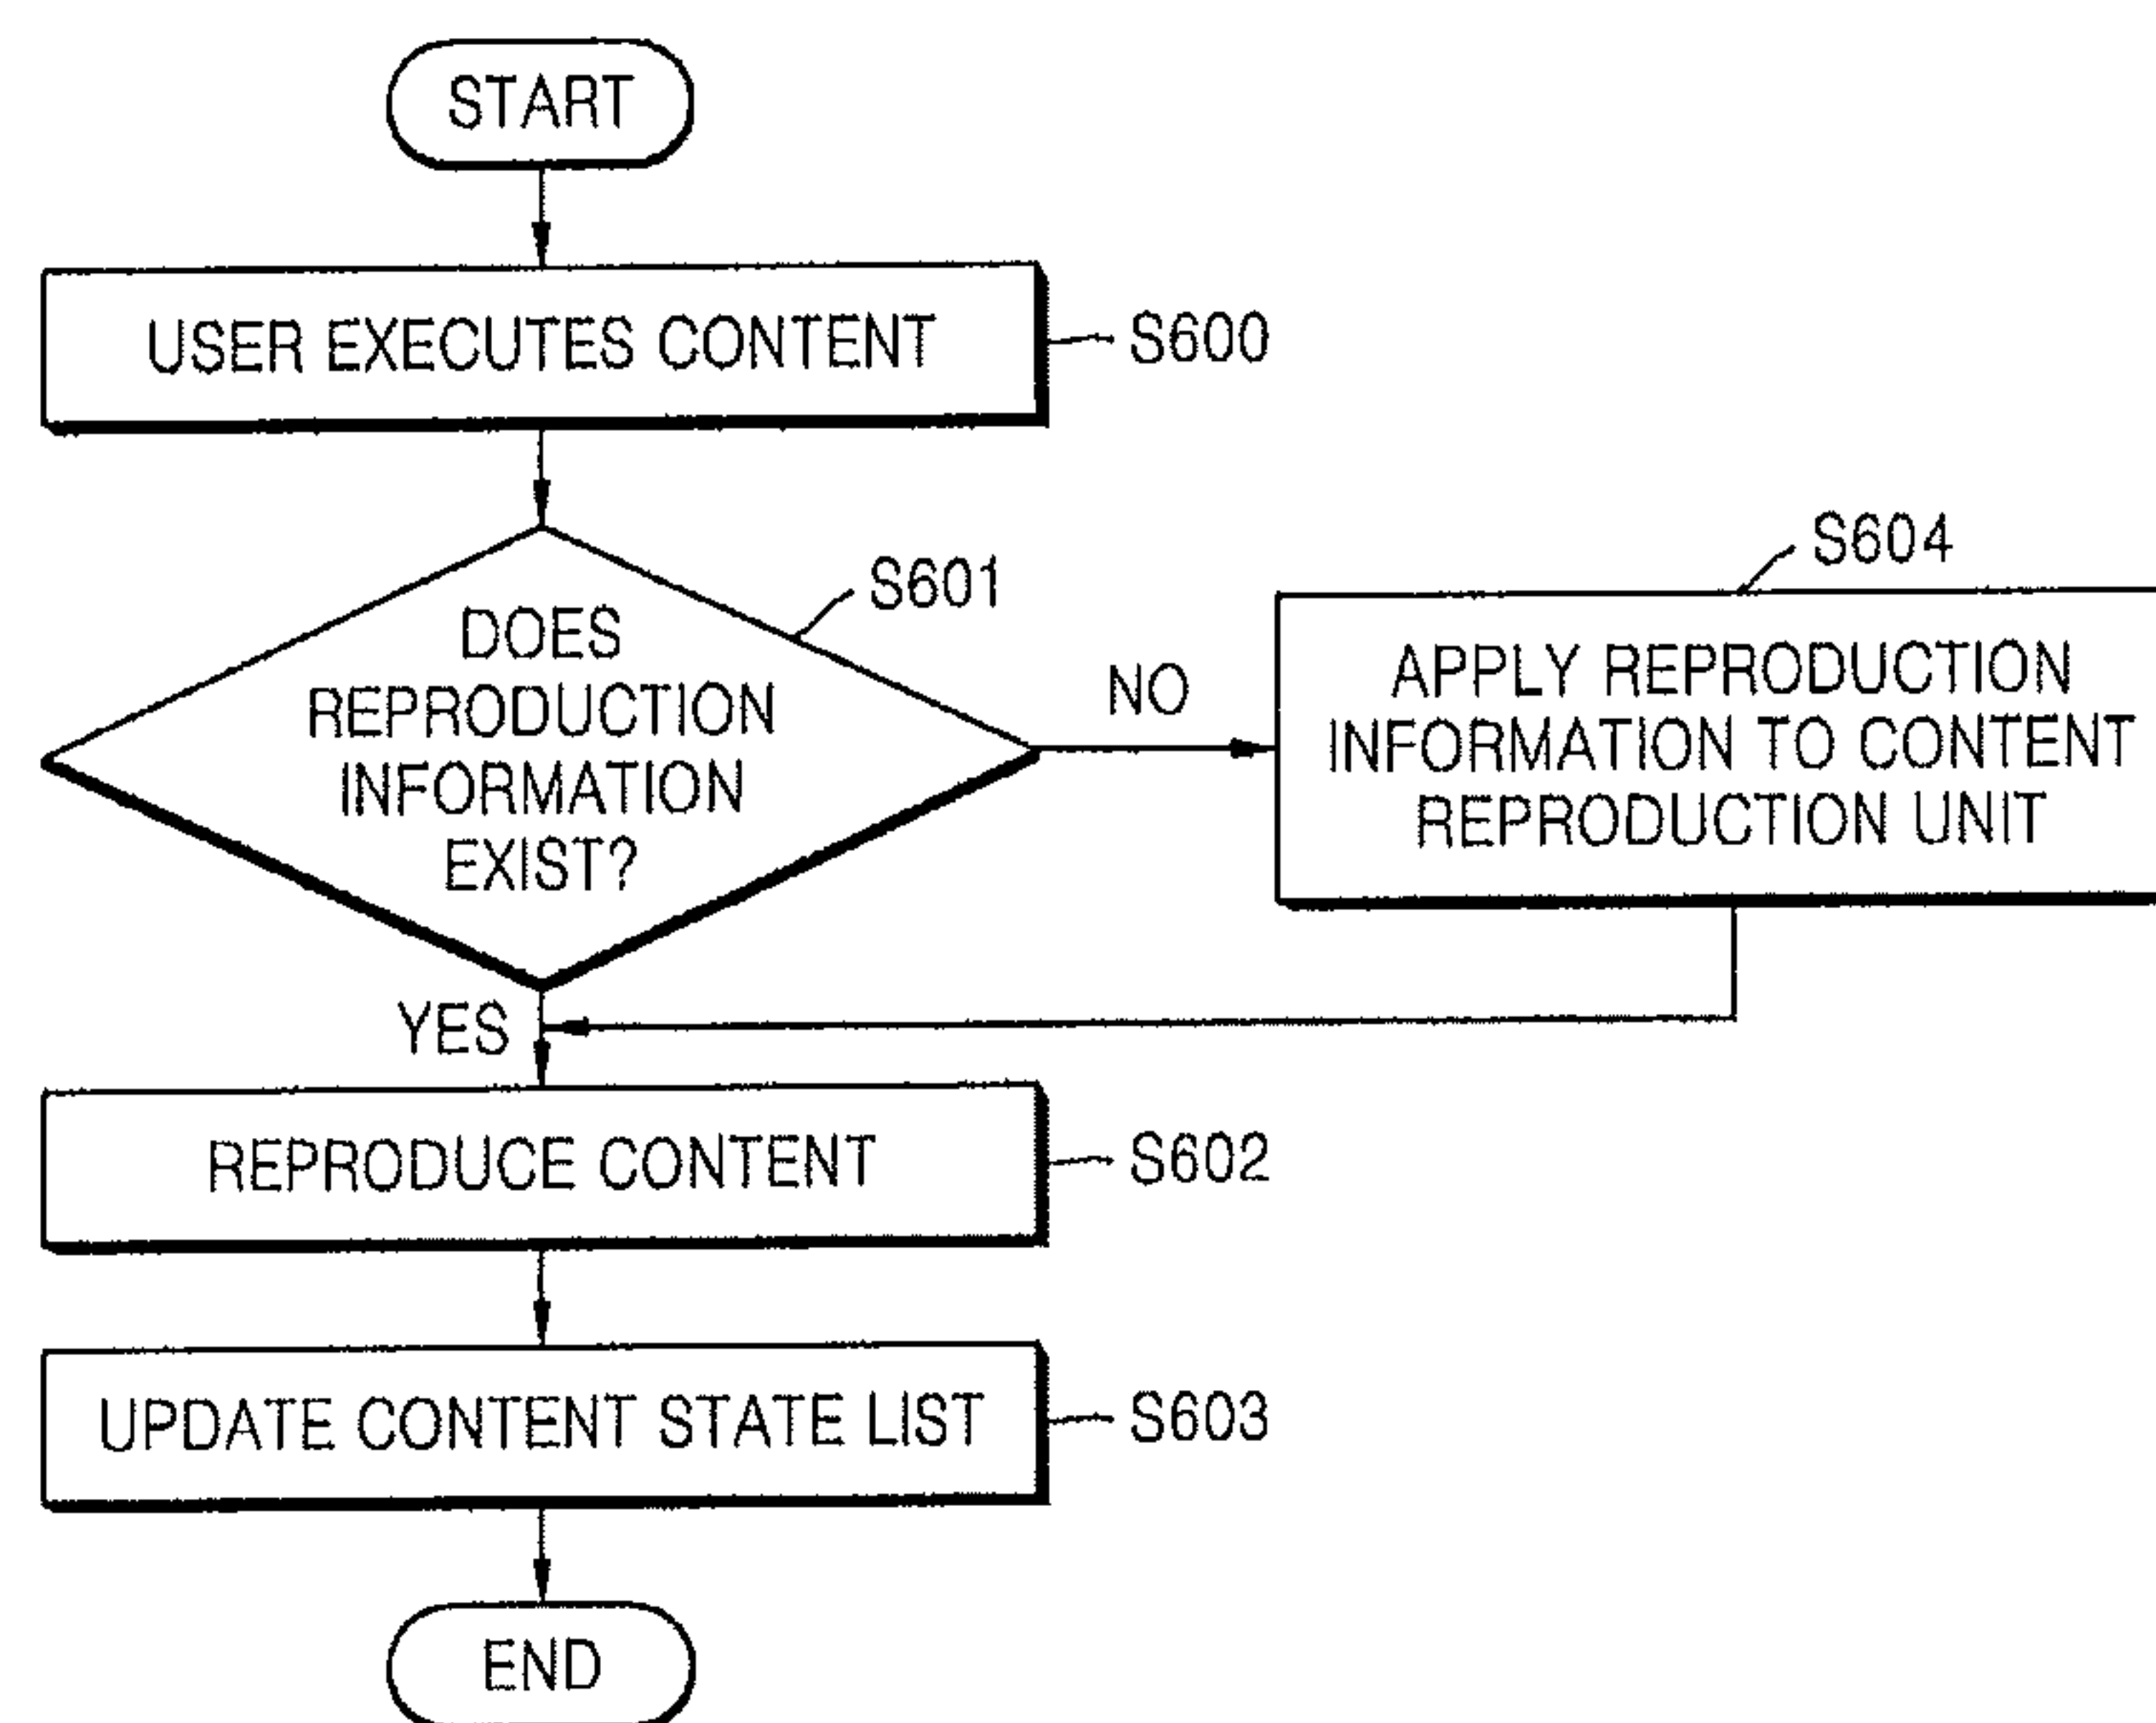 START
USER EXECUTES CONTENT
S600
DOES
REPRODUCTION
INFORMATION
EXIST?
S601
NO
S604
APPLY REPRODUCTION
INFORMATION TO CONTENT
REPRODUCTION UNIT
YES
REPRODUCE CONTENT
S602
UPDATE CONTENT STATE LIST
S603
END